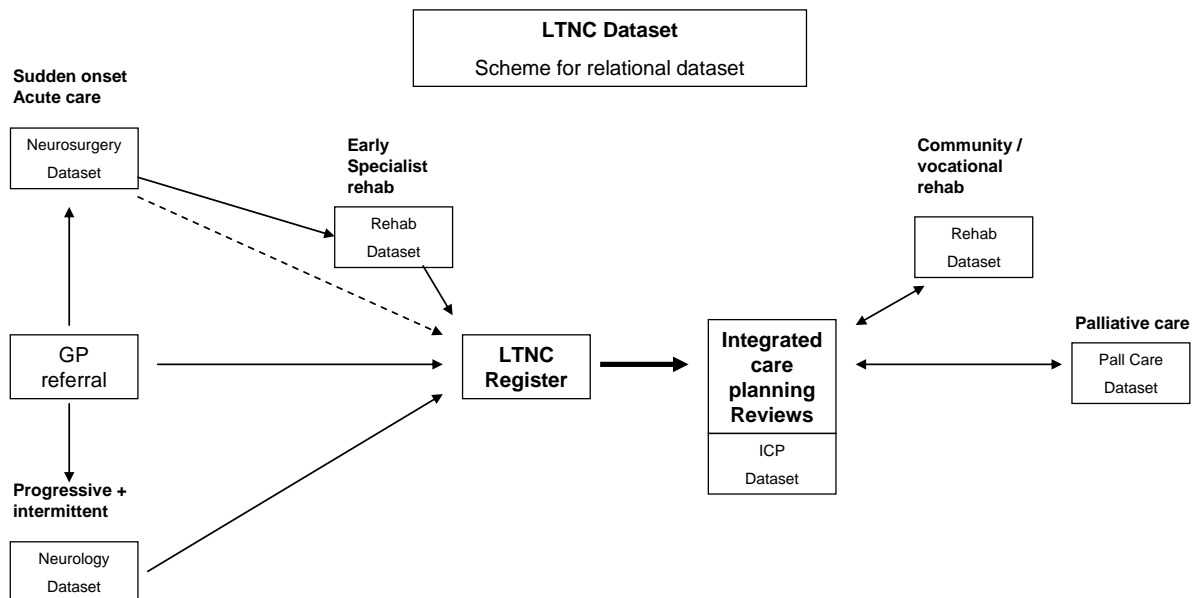 LTNC Dataset
Scheme for relational dataset
Sudden onset
Acute care
Neurosurgery
Dataset
Early
Specialist
rehab
Rehab
Dataset
Community /
vocational
rehab
Rehab
Dataset
GP
referral
LTNC
Register
Integrated
care
planning
Reviews
ICP
Dataset
Palliative care
Pall Care
Dataset
Progressive +
intermittent
Neurology
Dataset